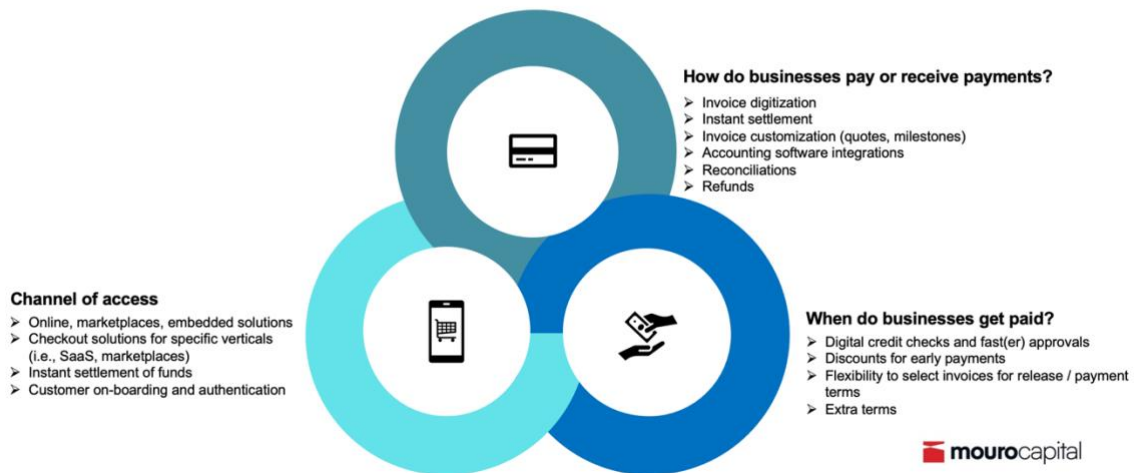 How do businesses pay or receive payments?
➢ Invoice digitization
➢ Instant settlement
➢ Invoice customization (quotes, milestones)
➢ Accounting software integrations
➢ Reconciliations
➢ Refunds
Channel of access
➢ Online, marketplaces, embedded solutions
➢ Checkout solutions for specific verticals
(i.e., SaaS, marketplaces)
➢ Instant settlement of funds
➢ Customer on-boarding and authentication
When do businesses get paid?
➢ Digital credit checks and fast(er) approvals
➢ Discounts for early payments
➢ Flexibility to select invoices for release / payment
terms
➢ Extra terms
mourocapital